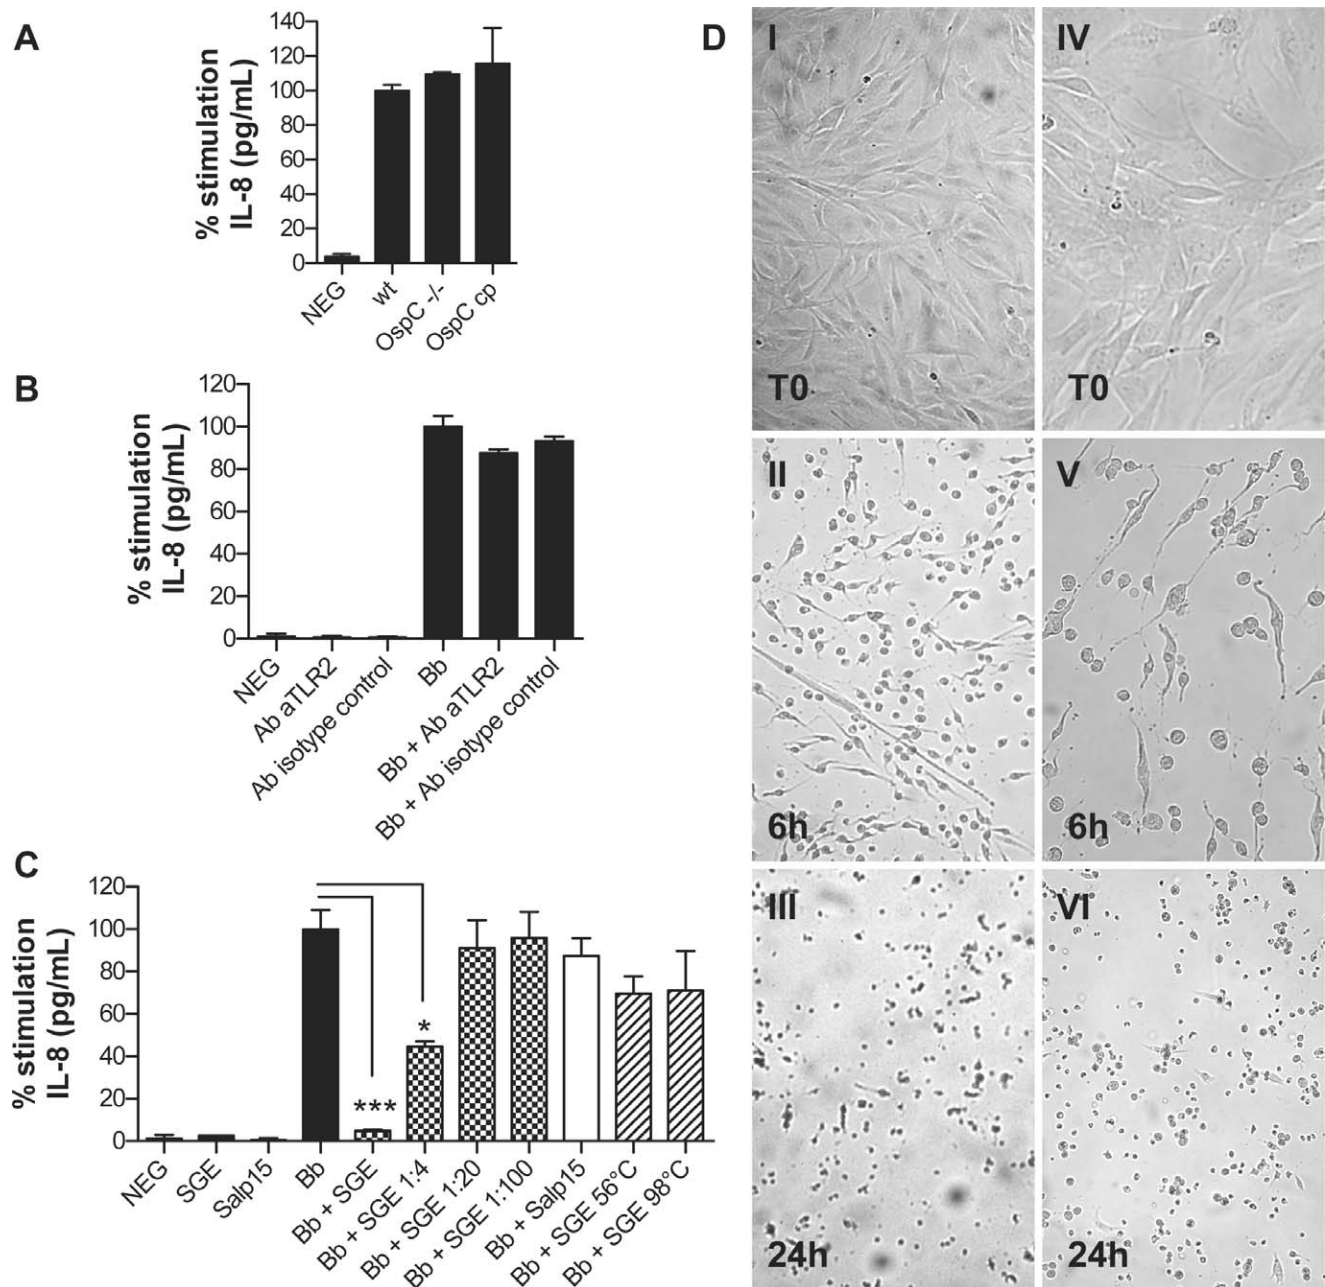 A
% stimulation
IL-8 (pg/mL)
140
120
100
80
60
40
20
0
NEG
wt
OspC -/-
OspC cp
B
% stimulation
IL-8 (pg/mL)
120
100
80
60
40
20
0
NEG
Ab aTLR2
Ab isotype control
Bb
Bb + Ab aTLR2
Bb + Ab isotype control
C
% stimulation
IL-8 (pg/mL)
120
100
80
60
40
20
0
***
*
NEG
SGE
Salp15
Bb
Bb + SGE
Bb + SGE 1:4
Bb + SGE 1:20
Bb + SGE 1:100
Bb + Salp15
Bb + SGE 56°C
Bb + SGE 98°C
D
I
T0
IV
T0
II
6h
V
6h
III
24h
VI
24h